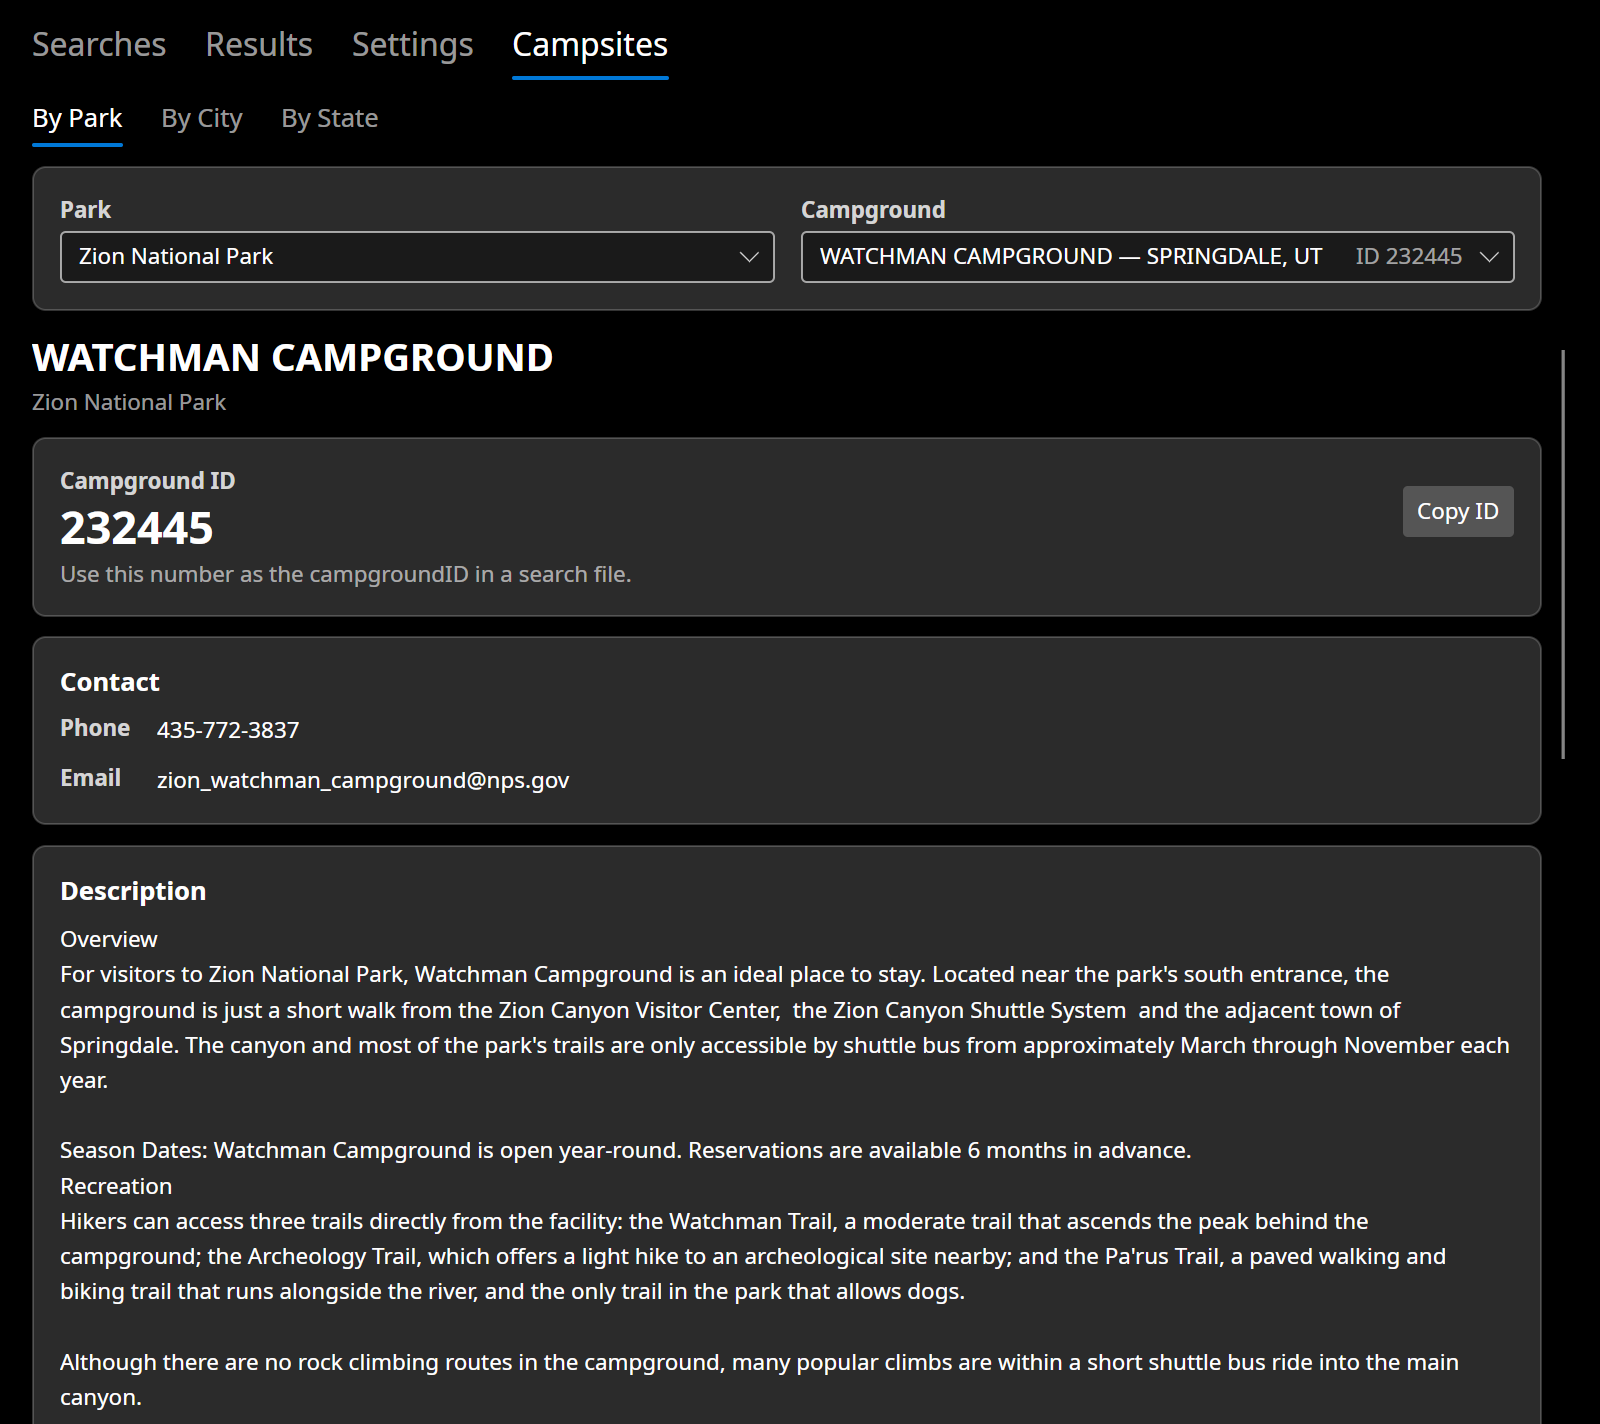 Searches Results Settings Campsites
By Park By City By State
Park
Zion National Park
Campground
WATCHMAN CAMPGROUND — SPRINGDALE, UT ID 232445
WATCHMAN CAMPGROUND
Zion National Park
Campground ID
232445
Use this number as the campgroundID in a search file.
Copy ID
Contact
Phone 435-772-3837
Email zion_watchman_campground@nps.gov
Description
Overview
For visitors to Zion National Park, Watchman Campground is an ideal place to stay. Located near the park's south entrance, the
campground is just a short walk from the Zion Canyon Visitor Center,  the Zion Canyon Shuttle System  and the adjacent town of
Springdale. The canyon and most of the park's trails are only accessible by shuttle bus from approximately March through November each
year.
Season Dates: Watchman Campground is open year-round. Reservations are available 6 months in advance.
Recreation
Hikers can access three trails directly from the facility: the Watchman Trail, a moderate trail that ascends the peak behind the
campground; the Archeology Trail, which offers a light hike to an archeological site nearby; and the Pa'rus Trail, a paved walking and
biking trail that runs alongside the river, and the only trail in the park that allows dogs.
Although there are no rock climbing routes in the campground, many popular climbs are within a short shuttle bus ride into the main
canyon.